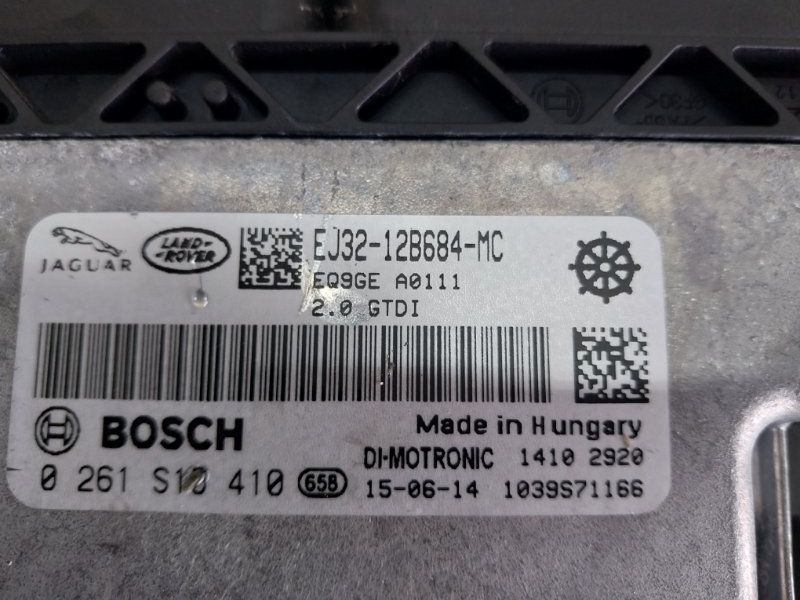 JAGUAR
LAND-
ROVER
EJ32-12B684-MC
EQ9GE A0111
2.0 GTDI
BOSCH
Made in Hungary
DI-MOTRONIC 1410 2920
0 261 410 658
15-06-14 1039S71166